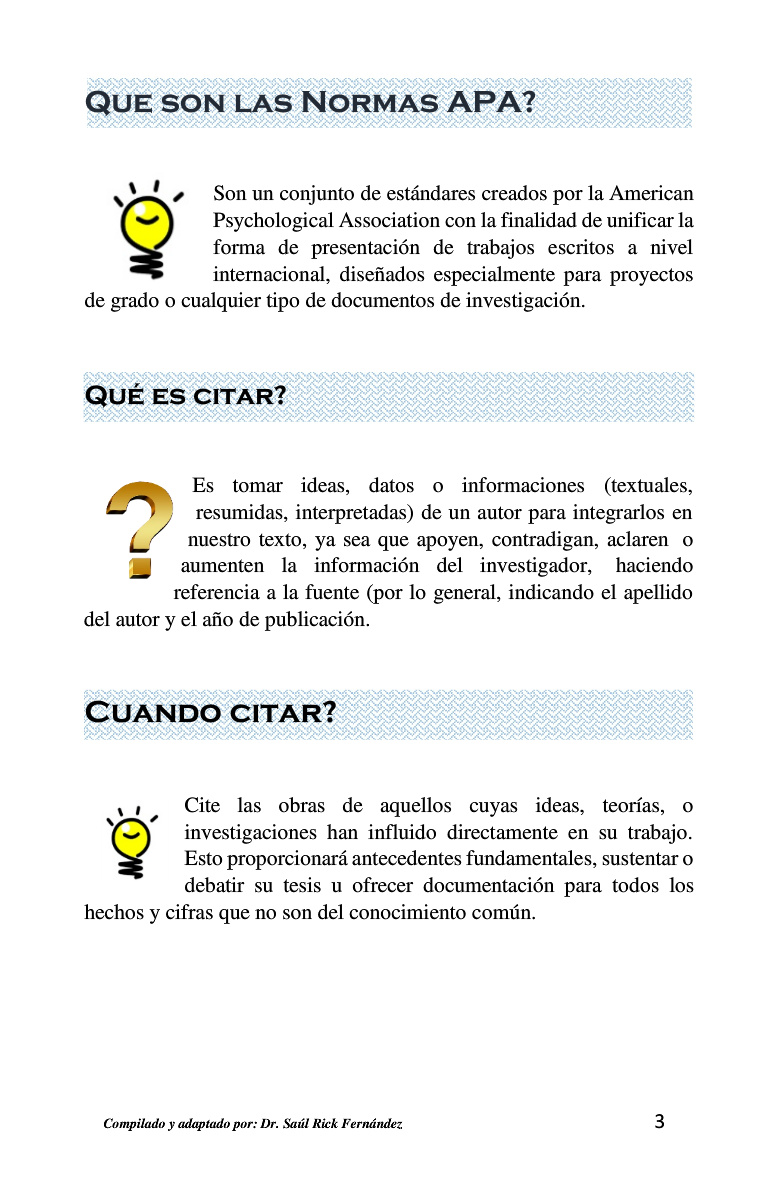 Que son las Normas APA?
Son un conjunto de estándares creados por la American
Psychological Association con la finalidad de unificar la
forma de presentación de trabajos escritos a nivel
internacional, diseñados especialmente para proyectos
de grado o cualquier tipo de documentos de investigación.
Qué es citar?
Es tomar ideas, datos o informaciones (textuales,
resumidas, interpretadas) de un autor para integrarlos en
nuestro texto, ya sea que apoyen, contradigan, aclaren o
aumenten la información del investigador, haciendo
referencia a la fuente (por lo general, indicando el apellido
del autor y el año de publicación.
Cuando citar?
Cite las obras de aquellos cuyas ideas, teorías, o
investigaciones han influido directamente en su trabajo.
Esto proporcionará antecedentes fundamentales, sustentar o
debatir su tesis u ofrecer documentación para todos los
hechos y cifras que no son del conocimiento común.
Compilado y adaptado por: Dr. Saúl Rick Fernández 3